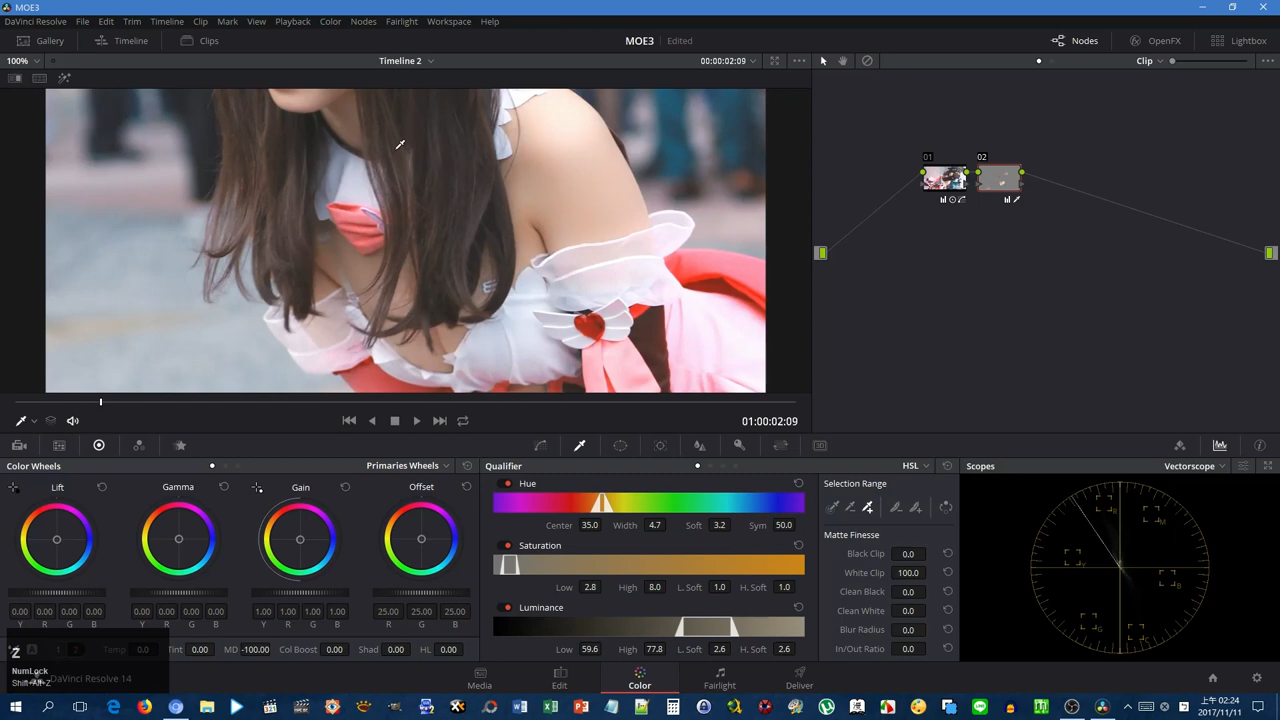 MOE3
DaVinci Resolve File Edit Trim Timeline Clip Mark View Playback Color Nodes Fairlight Workspace Help
Gallery Timeline Clips MOE3 Edited Nodes OpenFX Lightbox
100% Timeline 2 00:00:02:09 Clip
01 02
01:00:02:09
Color Wheels Primaries Wheels Qualifier HSL Scopes Vectorscope
Lift Gamma Gain Offset
0.00 0.00 0.00 0.00 0.00 0.00 0.00 0.00 1.00 1.00 1.00 1.00 25.00 25.00 25.00
Y R G B Y R G B Y R G B R G B
A 1 2 Temp 0.0 Tint 0.00 MD -100.00 Col Boost 0.00 Shad 0.00 HL 0.00
Hue
Center 35.0 Width 4.7 Soft 3.2 Sym 50.0
Saturation
Low 2.8 High 8.0 L. Soft 1.0 H. Soft 1.0
Luminance
Low 59.6 High 77.8 L. Soft 2.6 H. Soft 2.6
Selection Range
Matte Finesse
Black Clip 0.0
White Clip 100.0
Clean Black 0.0
Clean White 0.0
Blur Radius 0.0
In/Out Ratio 0.0
R M B C G Y
Z
NumLock
Shift+Alt+Z
DaVinci Resolve 14
Media Edit Color Fairlight Deliver
上午 02:24
2017/11/11